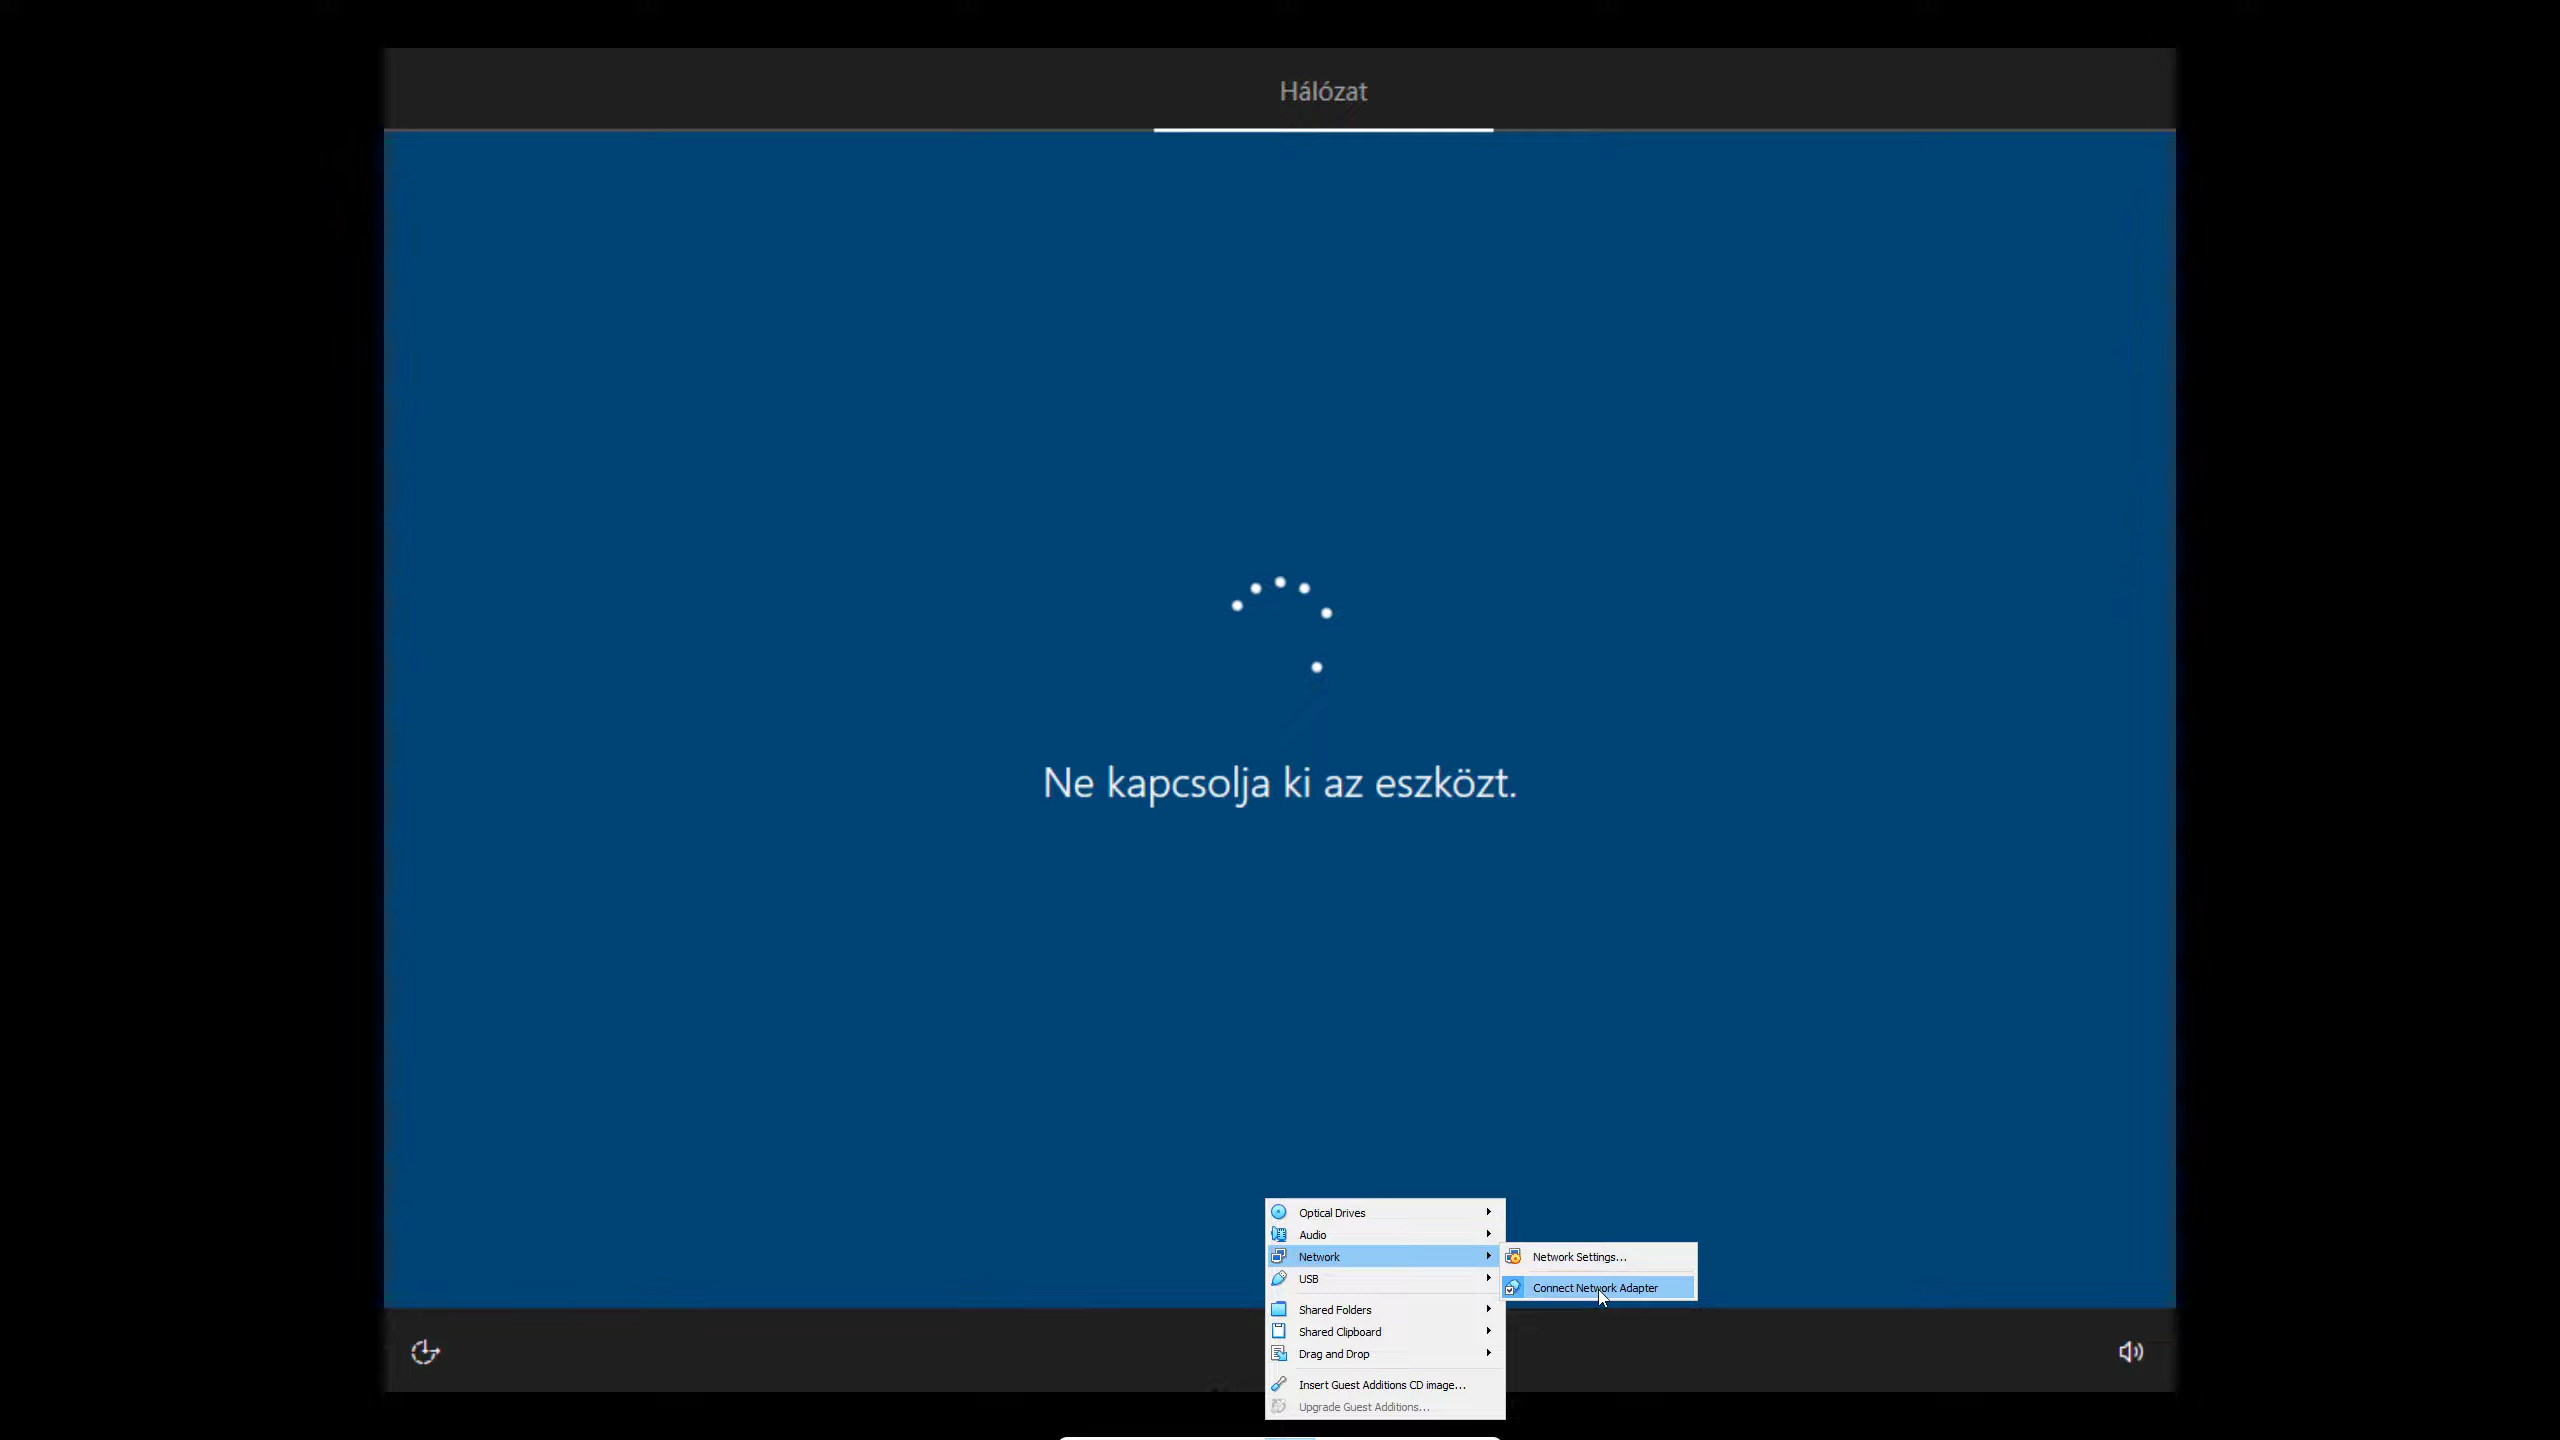 Hálózat
Ne kapcsolja ki az eszközt.
Optical Drives
Audio
Network
USB
Shared Folders
Shared Clipboard
Drag and Drop
Insert Guest Additions CD image...
Upgrade Guest Additions...
Network Settings...
Connect Network Adapter